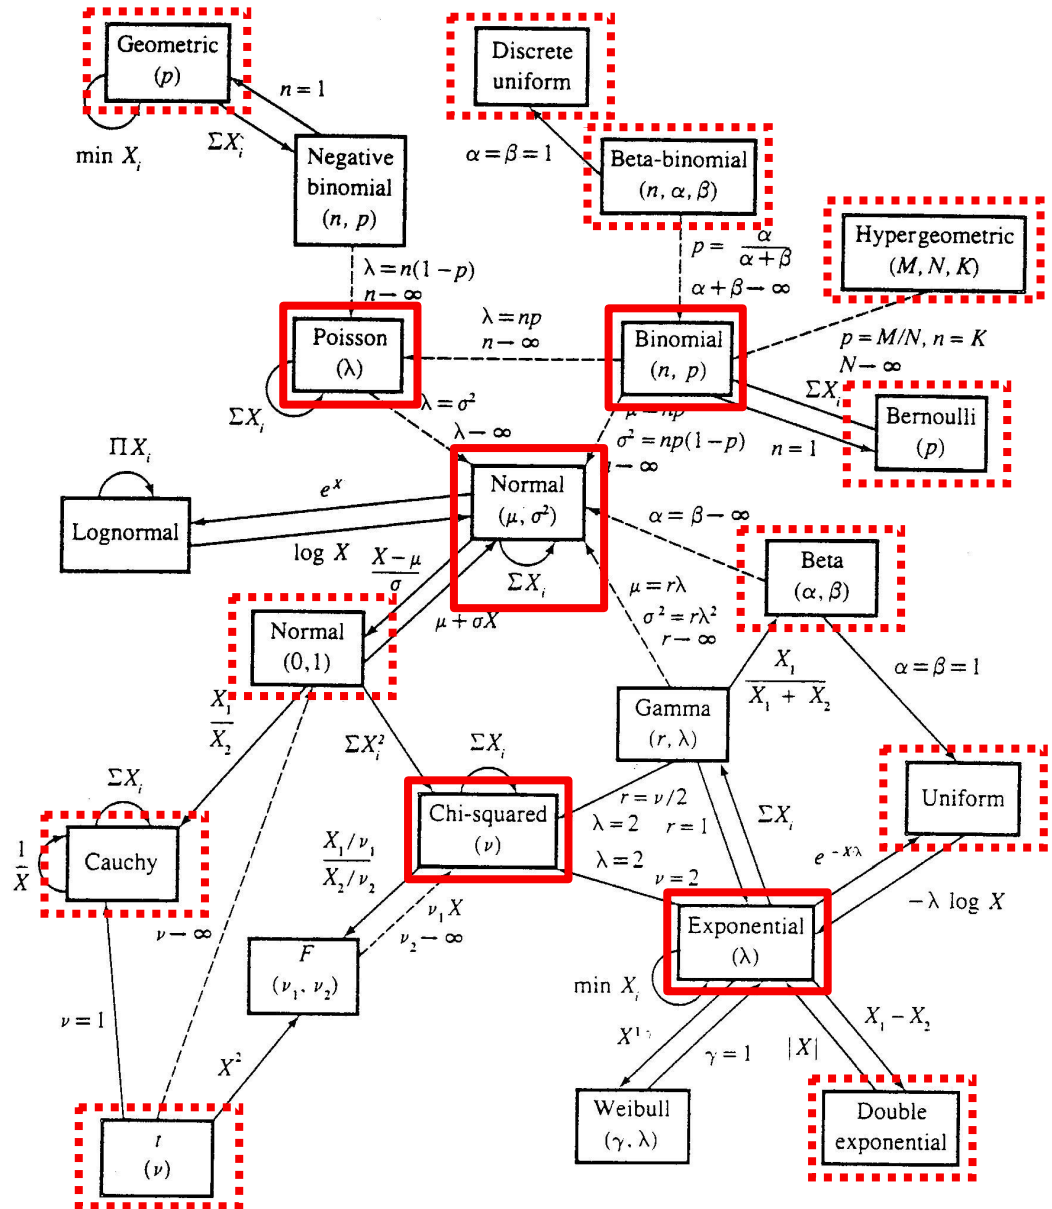 Geometric
(p)
n = 1
ΣX_i
min X_i
Negative
binomial
(n, p)
Discrete
uniform
α = β = 1
Beta-binomial
(n, α, β)
p = α / (α + β)
α + β → ∞
Hypergeometric
(M, N, K)
p = M/N, n = K
N → ∞
λ = n(1 − p)
n → ∞
Poisson
(λ)
ΣX_i
λ = np
n → ∞
Binomial
(n, p)
ΣX_i
n = 1
Bernoulli
(p)
λ = σ²
λ → ∞
μ = np
σ² = np(1 − p)
→ ∞
ΠX_i
Lognormal
e^X
log X
Normal
(μ, σ²)
ΣX_i
α = β → ∞
Beta
(α, β)
(X − μ) / σ
μ + σX
μ = rλ
σ² = rλ²
r → ∞
Normal
(0,1)
X_1 / X_2
ΣX_i²
X_1 / (X_1 + X_2)
α = β = 1
Gamma
(r, λ)
ΣX_i
ΣX_i
Cauchy
1 / X
Chi-squared
(ν)
r = ν/2
λ = 2
r = 1
ΣX_i
λ = 2
ν = 2
Uniform
e^(−Xλ)
−λ log X
(X_1/ν_1) / (X_2/ν_2)
ν_1 X
ν_2 → ∞
ν → ∞
F
(ν_1, ν_2)
Exponential
(λ)
min X_i
ν = 1
X²
X^(1/γ)
γ = 1
|X|
X_1 − X_2
t
(ν)
Weibull
(γ, λ)
Double
exponential